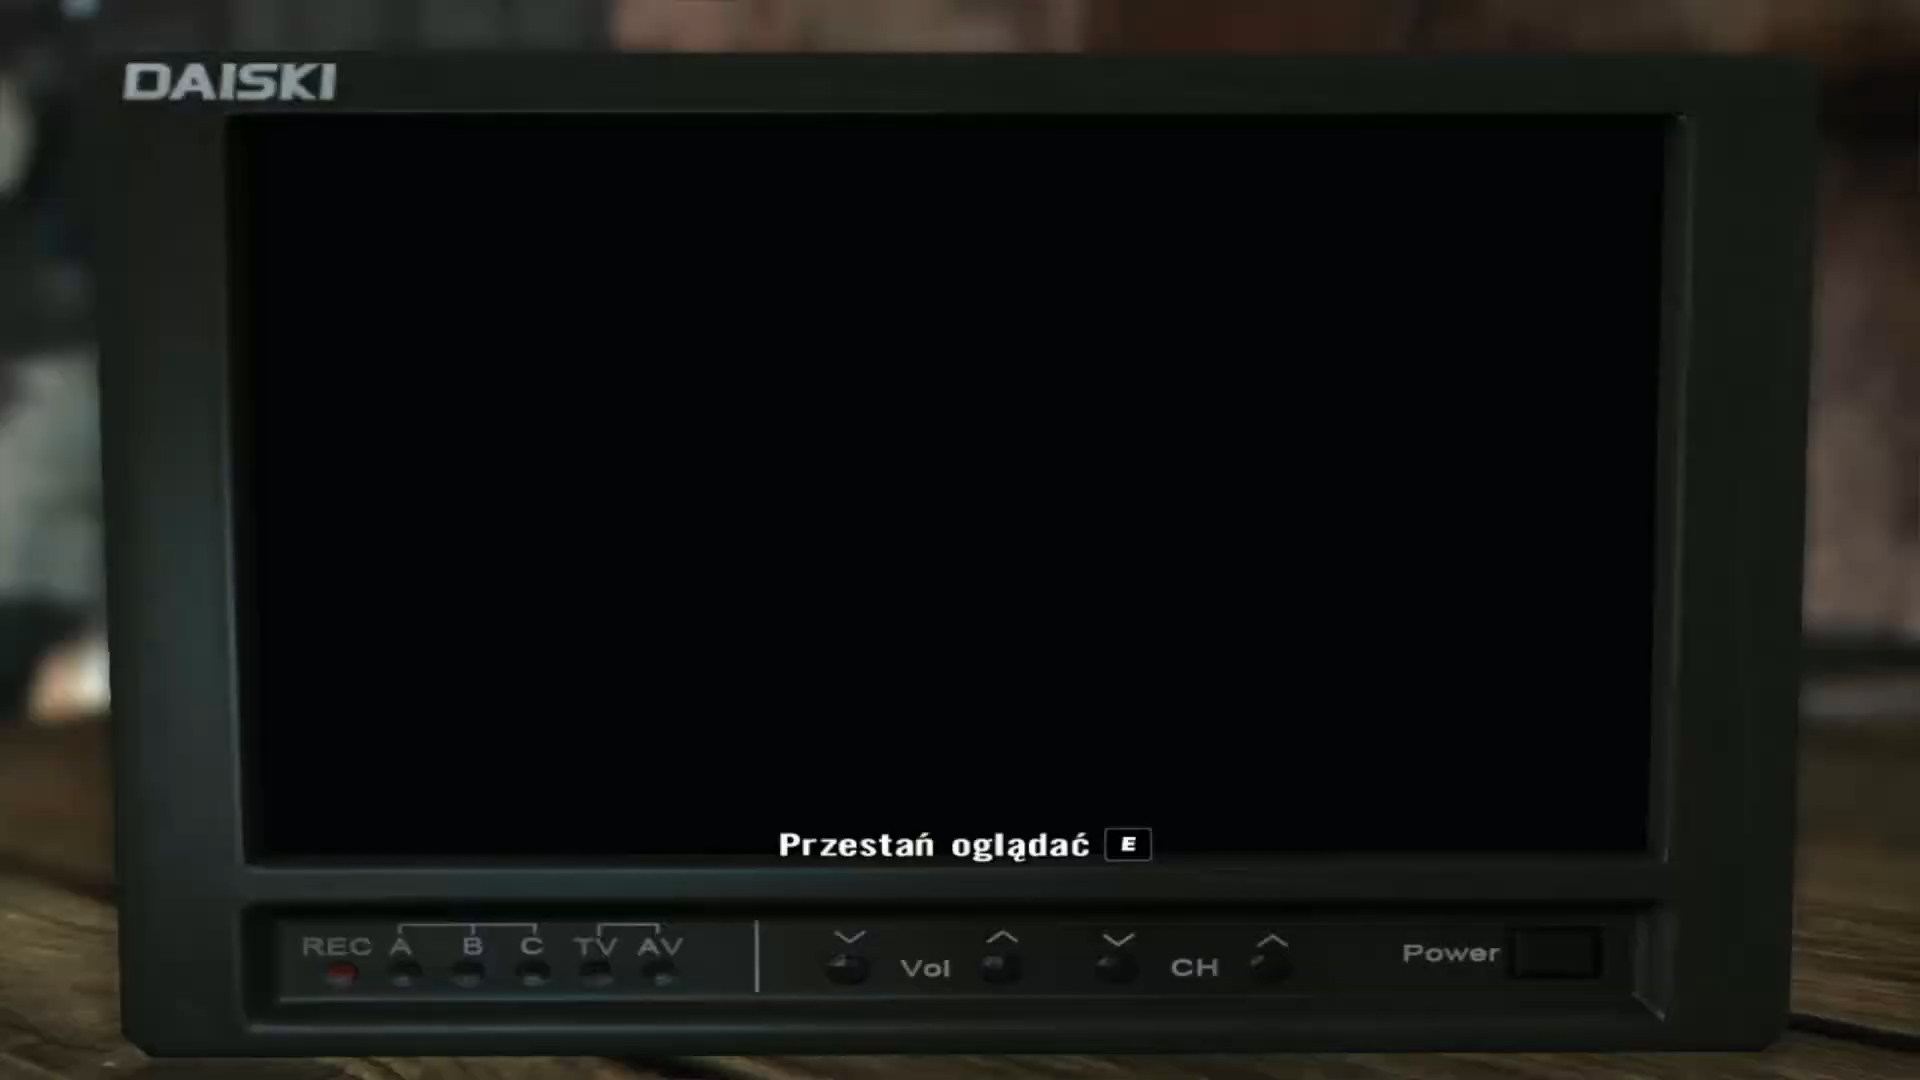 DAISKI
Przestań oglądać E
REC A B C TV AV
Vol CH Power